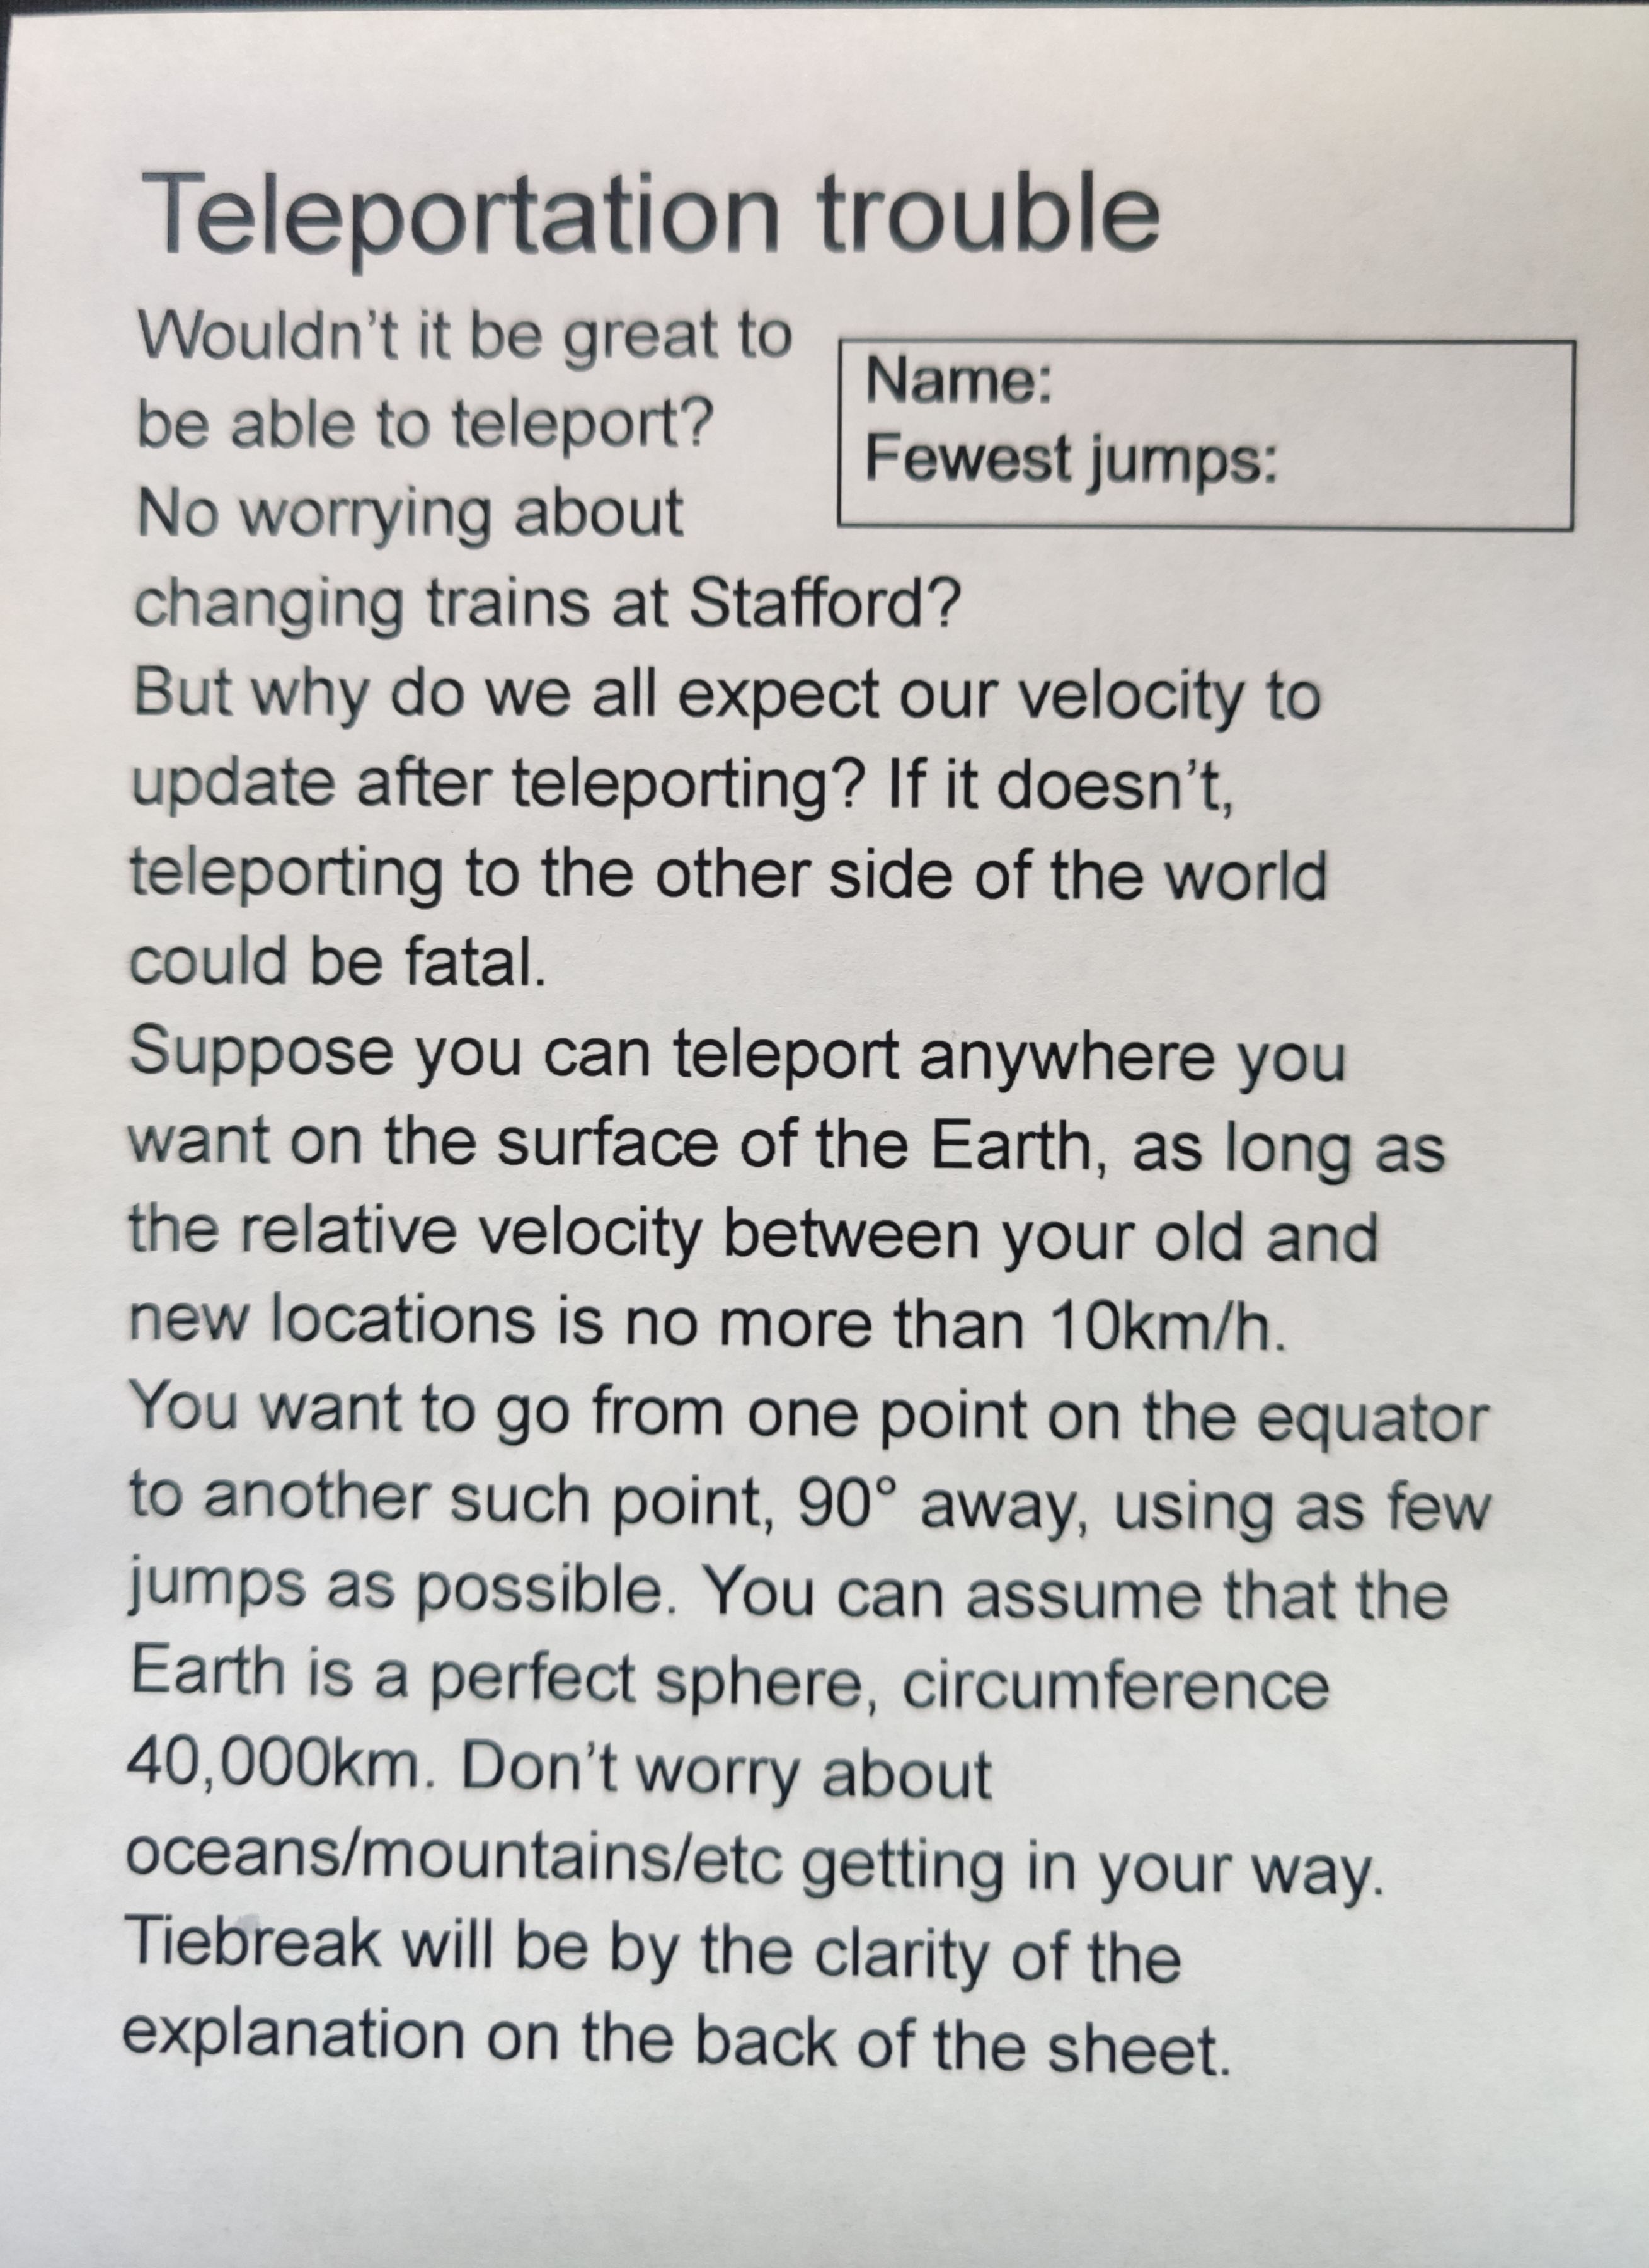 Teleportation trouble
Wouldn't it be great to
be able to teleport?
No worrying about
Name:
Fewest jumps:
changing trains at Stafford?
But why do we all expect our velocity to
update after teleporting? If it doesn't,
teleporting to the other side of the world
could be fatal.
Suppose you can teleport anywhere you
want on the surface of the Earth, as long as
the relative velocity between your old and
new locations is no more than 10km/h.
You want to go from one point on the equator
to another such point, 90° away, using as few
jumps as possible. You can assume that the
Earth is a perfect sphere, circumference
40,000km. Don't worry about
oceans/mountains/etc getting in your way.
Tiebreak will be by the clarity of the
explanation on the back of the sheet.